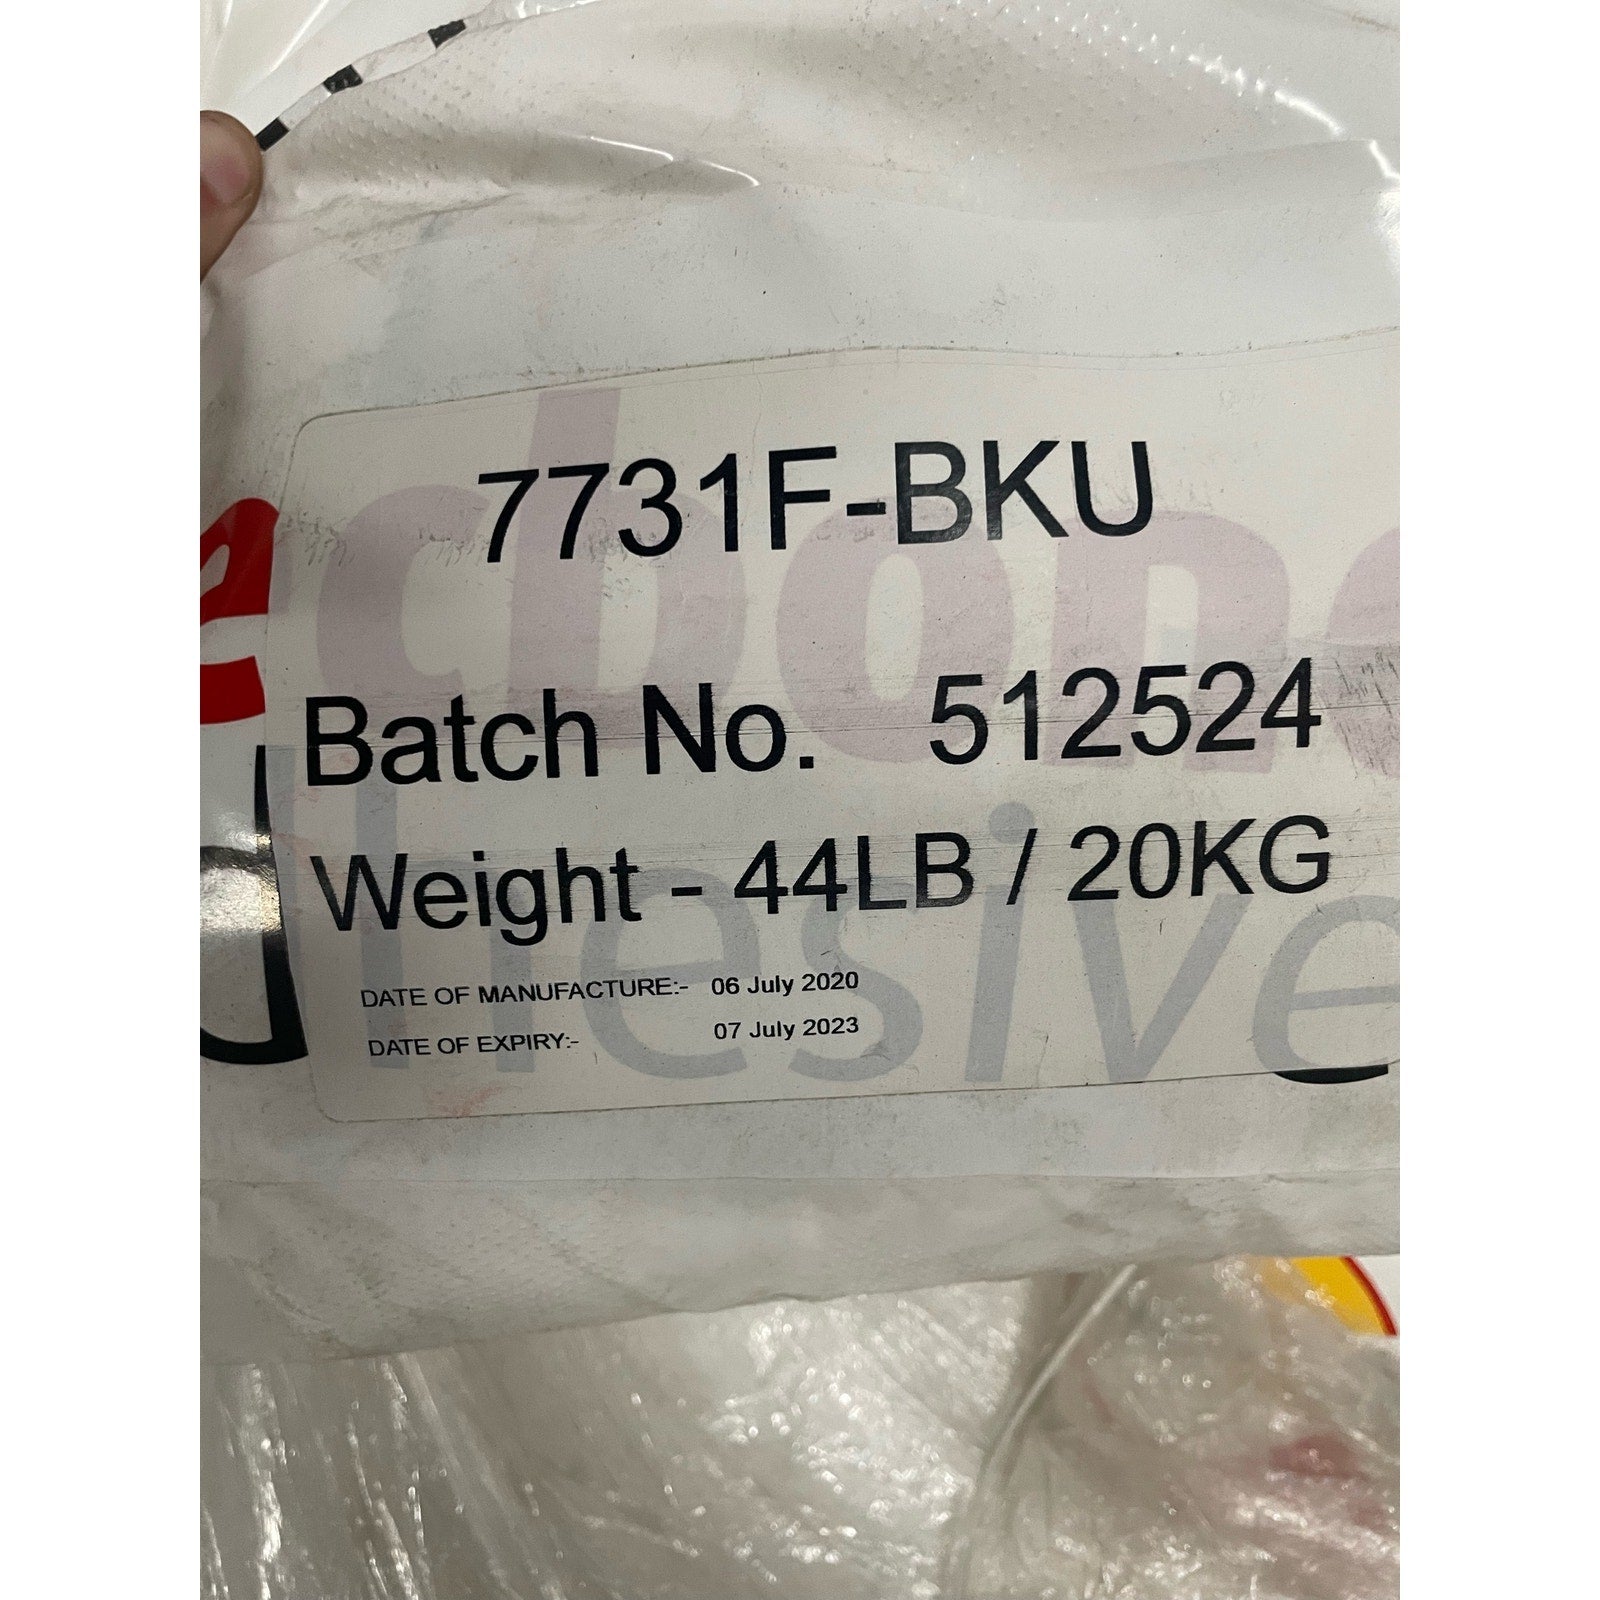 7731F-BKU
Batch No. 512524
Weight - 44LB / 20KG
DATE OF MANUFACTURE:- 06 July 2020
DATE OF EXPIRY:- 07 July 2023